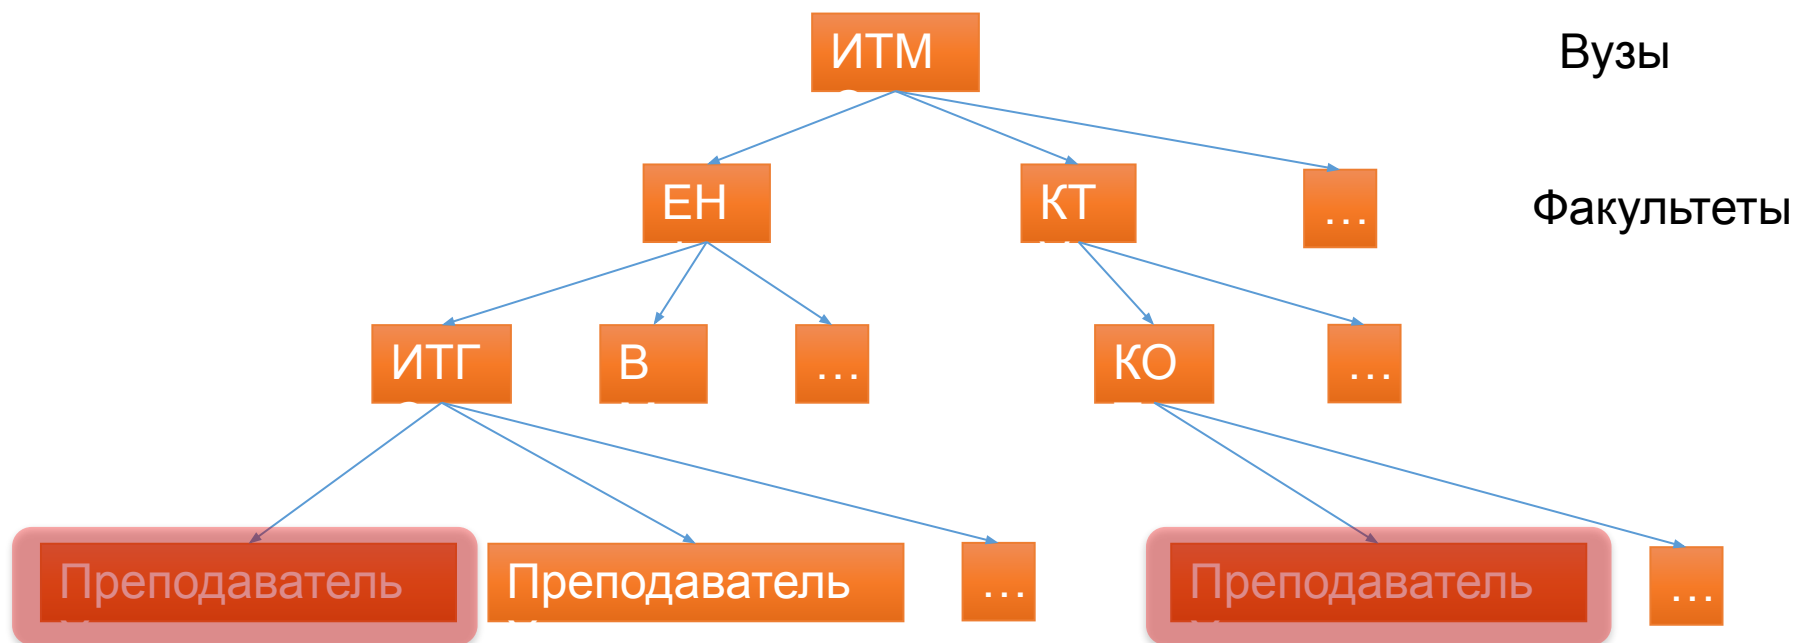 ИТМ
Вузы
ЕН
КТ
…
Факультеты
ИТГ
В
…
КО
…
Преподаватель
Преподаватель
…
Преподаватель
…